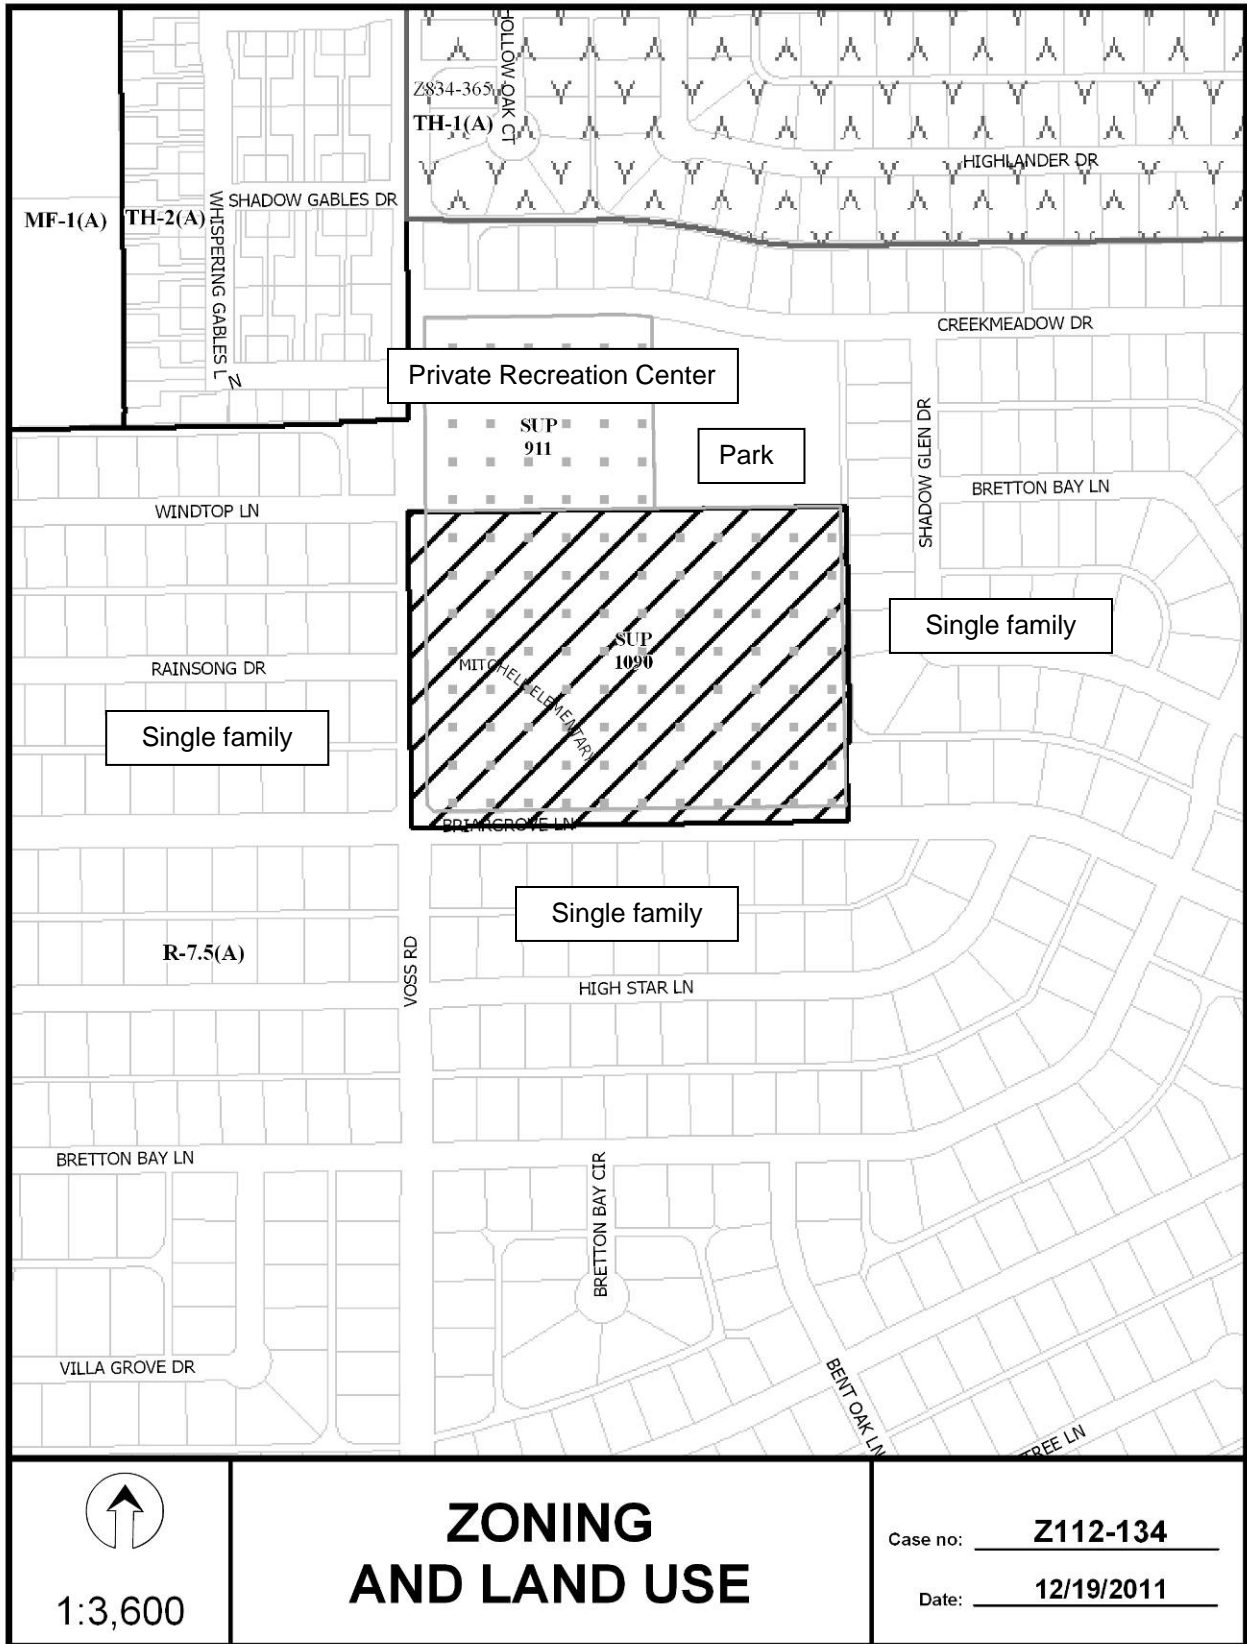 HOLLOW OAK CT
Z834-365
TH-1(A)
HIGHLANDER DR
MF-1(A)
TH-2(A)
WHISPERING GABLES LN
SHADOW GABLES DR
CREEKMEADOW DR
Private Recreation Center
SUP
911
Park
SHADOW GLEN DR
BRETTON BAY LN
WINDTOP LN
Single family
SUP
1090
MITCHELL ELEMENTARY
RAINSONG DR
Single family
BRIARGROVE LN
Single family
R-7.5(A)
VOSS RD
HIGH STAR LN
BRETTON BAY LN
BRETTON BAY CIR
VILLA GROVE DR
BENT OAK LN
TREE LN
1:3,600
ZONING
AND LAND USE
Case no: Z112-134
Date: 12/19/2011